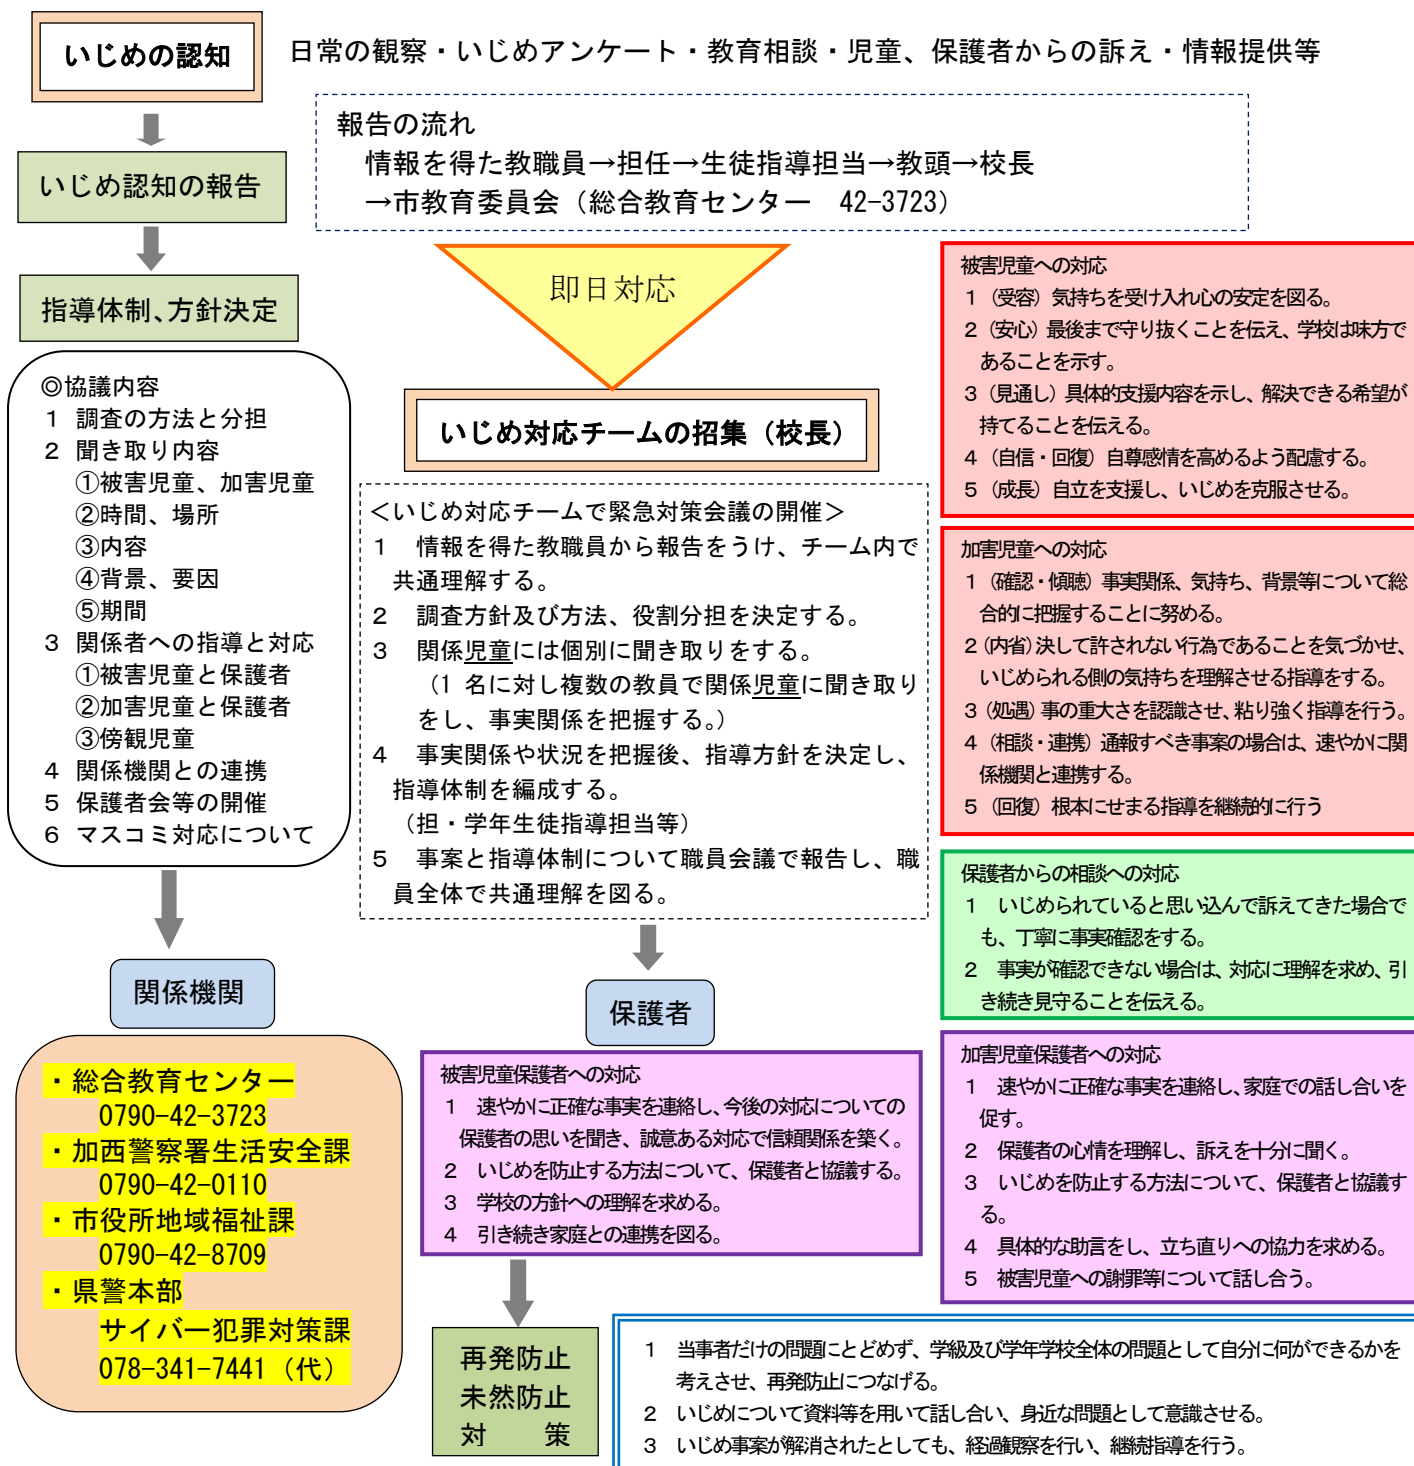 いじめの認知
日常の観察・いじめアンケート・教育相談・児童、保護者からの訴え・情報提供等
報告の流れ
情報を得た教職員→担任→生徒指導担当→教頭→校長
→市教育委員会（総合教育センター　42-3723）
いじめ認知の報告
即日対応
指導体制、方針決定
◎協議内容
1 調査の方法と分担
2 聞き取り内容
①被害児童、加害児童
②時間、場所
③内容
④背景、要因
⑤期間
3 関係者への指導と対応
①被害児童と保護者
②加害児童と保護者
③傍観児童
4 関係機関との連携
5 保護者会等の開催
6 マスコミ対応について
いじめ対応チームの招集（校長）
＜いじめ対応チームで緊急対策会議の開催＞
1　情報を得た教職員から報告をうけ、チーム内で
共通理解する。
2　調査方針及び方法、役割分担を決定する。
3　関係児童には個別に聞き取りをする。
（1 名に対し複数の教員で関係児童に聞き取り
をし、事実関係を把握する。）
4　事実関係や状況を把握後、指導方針を決定し、
指導体制を編成する。
（担・学年生徒指導担当等）
5　事案と指導体制について職員会議で報告し、職
員全体で共通理解を図る。
被害児童への対応
1（受容）気持ちを受け入れ心の安定を図る。
2（安心）最後まで守り抜くことを伝え、学校は味方で
あることを示す。
3（見通し）具体的支援内容を示し、解決できる希望が
持てることを伝える。
4（自信・回復）自尊感情を高めるよう配慮する。
5（成長）自立を支援し、いじめを克服させる。
加害児童への対応
1（確認・傾聴）事実関係、気持ち、背景等について総
合的に把握することに努める。
2（内省）決して許されない行為であることを気づかせ、
いじめられる側の気持ちを理解させる指導をする。
3（処遇）事の重大さを認識させ、粘り強く指導を行う。
4（相談・連携）通報すべき事案の場合は、速やかに関
係機関と連携する。
5（回復）根本にせまる指導を継続的に行う
保護者からの相談への対応
1　いじめられていると思い込んで訴えてきた場合で
も、丁寧に事実確認をする。
2　事実が確認できない場合は、対応に理解を求め、引
き続き見守ることを伝える。
関係機関
・総合教育センター
0790-42-3723
・加西警察署生活安全課
0790-42-0110
・市役所地域福祉課
0790-42-8709
・県警本部
サイバー犯罪対策課
078-341-7441（代）
保護者
被害児童保護者への対応
1　速やかに正確な事実を連絡し、今後の対応についての
保護者の思いを聞き、誠意ある対応で信頼関係を築く。
2　いじめを防止する方法について、保護者と協議する。
3　学校の方針への理解を求める。
4　引き続き家庭との連携を図る。
加害児童保護者への対応
1　速やかに正確な事実を連絡し、家庭での話し合いを
促す。
2　保護者の心情を理解し、訴えを十分に聞く。
3　いじめを防止する方法について、保護者と協議す
る。
4　具体的な助言をし、立ち直りへの協力を求める。
5　被害児童への謝罪等について話し合う。
再発防止
未然防止
対　　策
1　当事者だけの問題にとどめず、学級及び学年学校全体の問題として自分に何ができるかを
考えさせ、再発防止につなげる。
2　いじめについて資料等を用いて話し合い、身近な問題として意識させる。
3　いじめ事案が解消されたとしても、経過観察を行い、継続指導を行う。